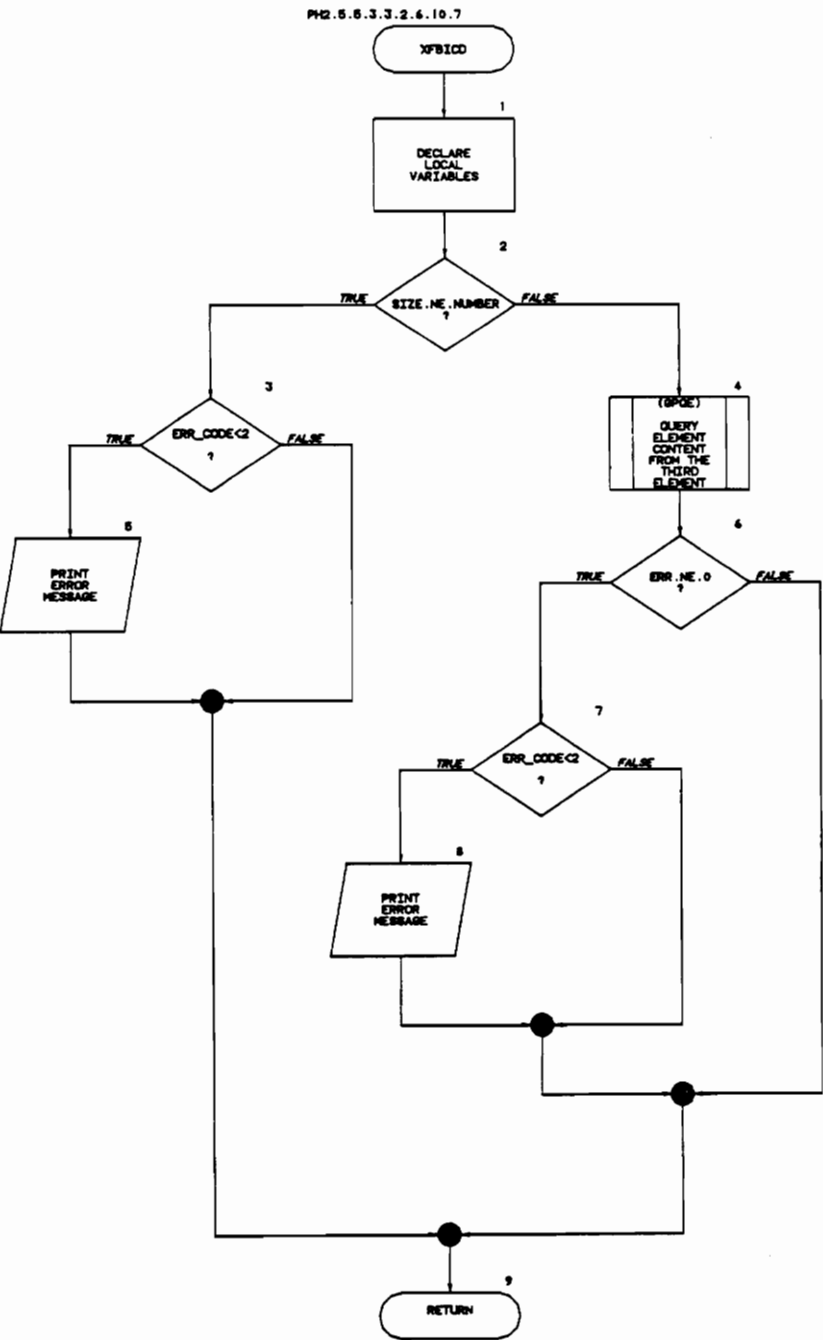 PH2.5.5.3.3.2.6.10.7
XFBICD
1
DECLARE
LOCAL
VARIABLES
2
TRUE
SIZE.NE.NUMBER
?
FALSE
3
TRUE
ERR_CODE<2
?
FALSE
4
(GPQE)
QUERY
ELEMENT
CONTENT
FROM THE
THIRD
ELEMENT
5
PRINT
ERROR
MESSAGE
6
TRUE
ERR.NE.0
?
FALSE
7
TRUE
ERR_CODE<2
?
FALSE
8
PRINT
ERROR
MESSAGE
9
RETURN